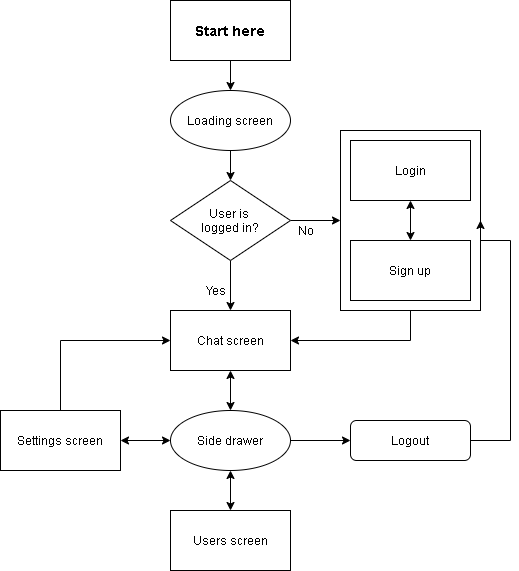 Start here
Loading screen
Login
User is
logged in?
No
Sign up
Yes
Chat screen
Settings screen
Side drawer
Logout
Users screen